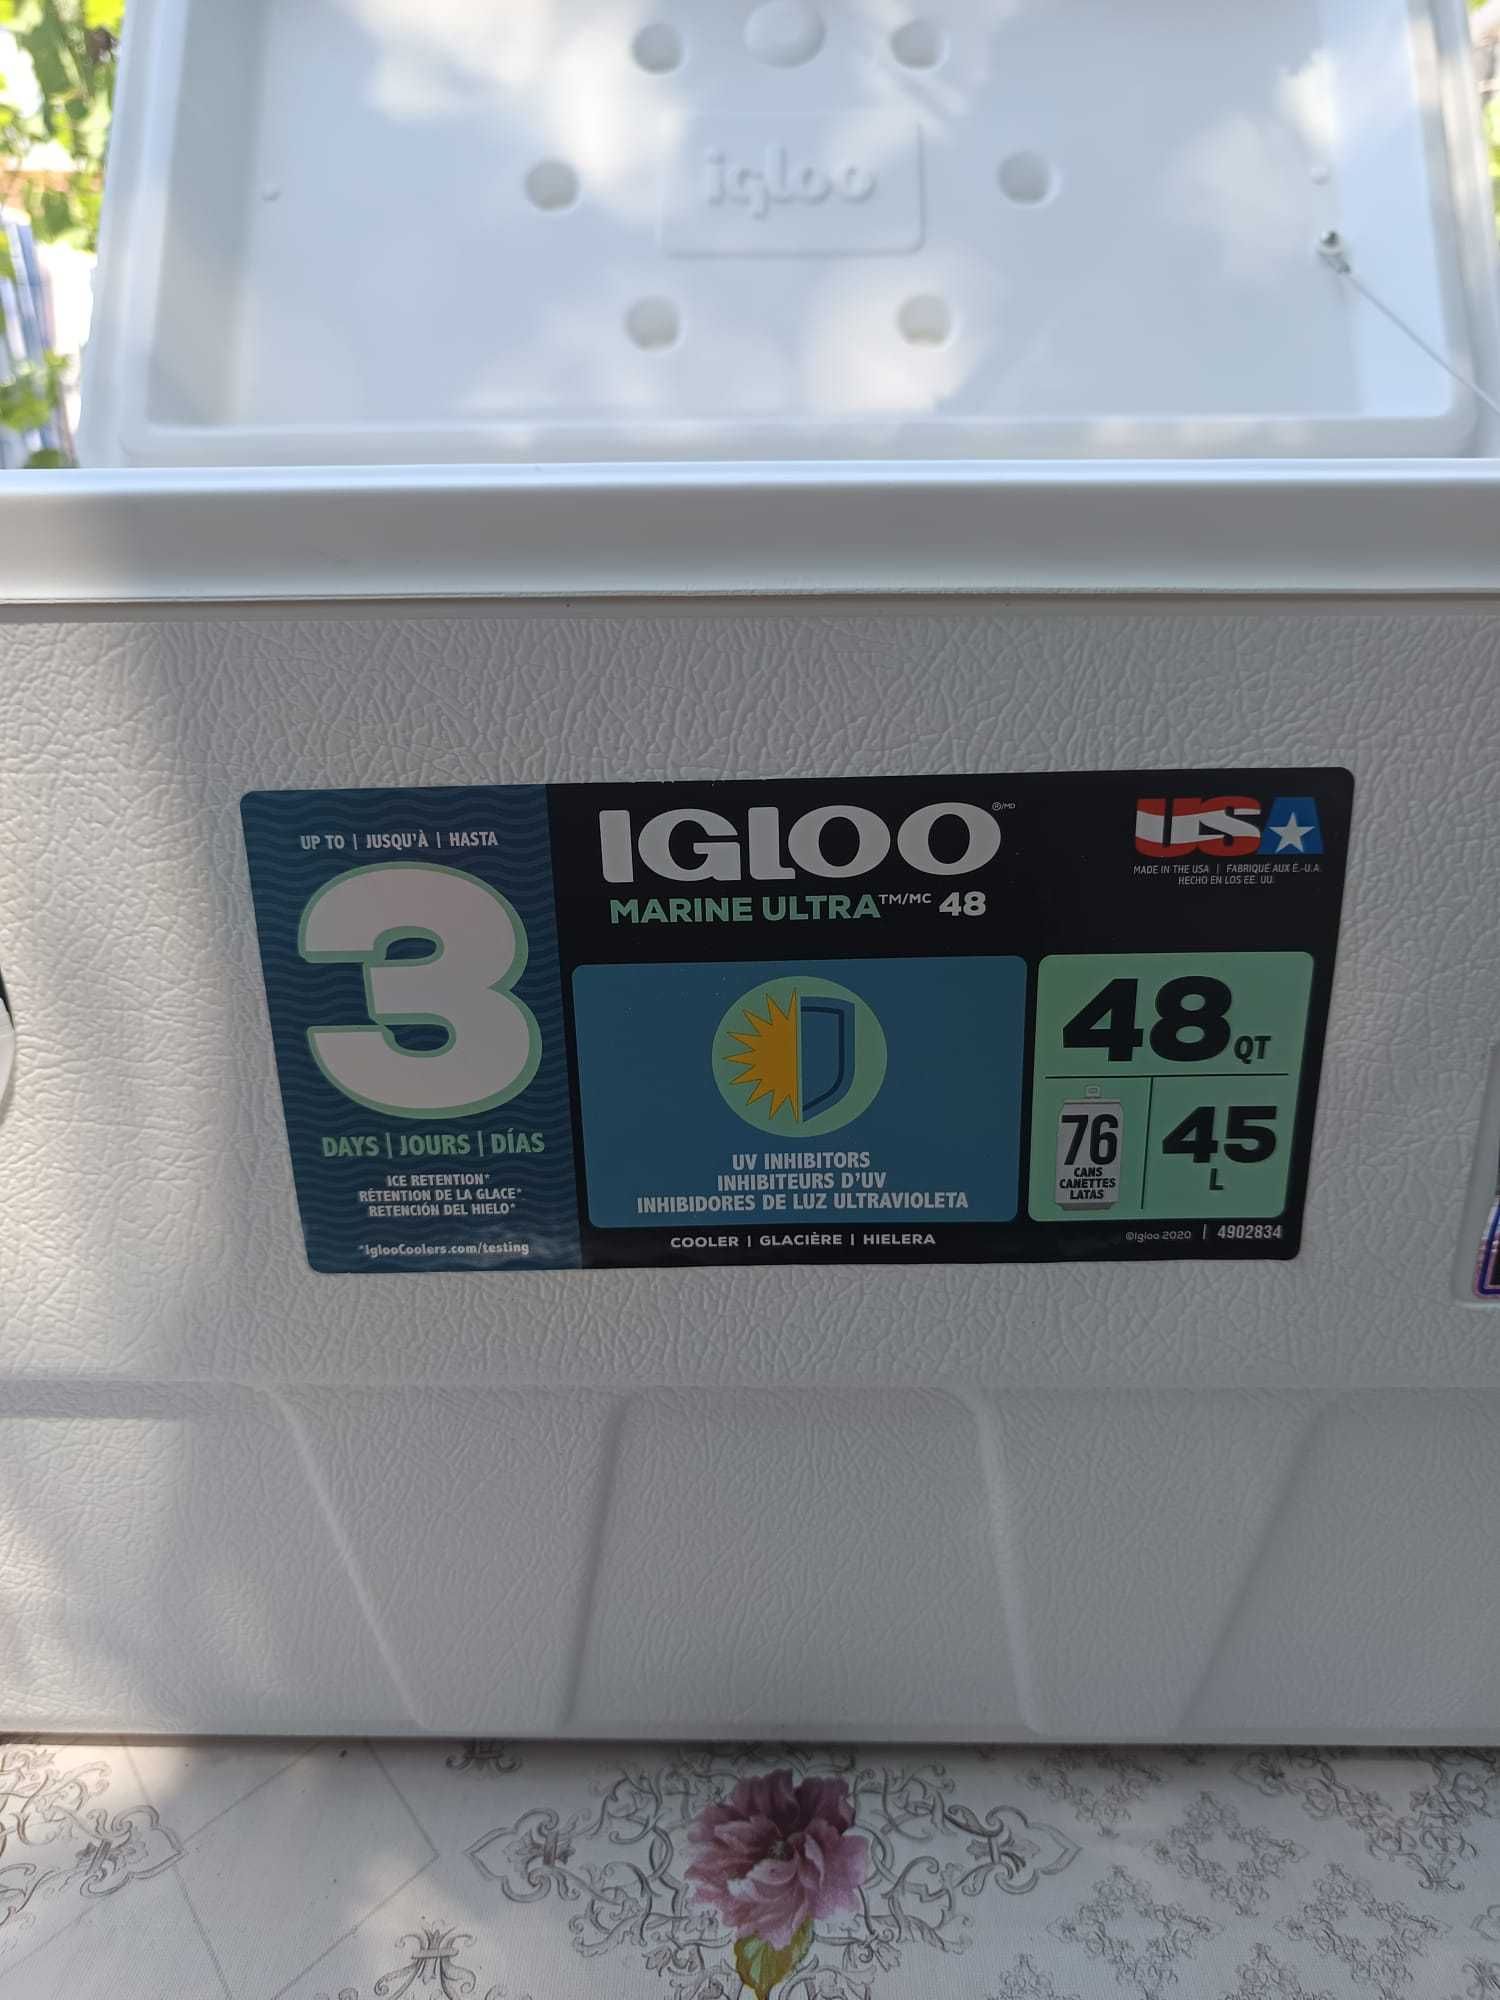 igloo
UP TO | JUSQU'À | HASTA
3
DAYS | JOURS | DÍAS
ICE RETENTION*
RÉTENTION DE LA GLACE*
RETENCIÓN DEL HIELO*
*IglooCoolers.com/testing
IGLOO®/MD
MARINE ULTRA™/MC 48
UV INHIBITORS
INHIBITEURS D'UV
INHIBIDORES DE LUZ ULTRAVIOLETA
COOLER | GLACIÈRE | HIELERA
USA
MADE IN THE USA | FABRIQUÉ AUX É.-U.A.
HECHO EN LOS EE. UU.
48 QT
76
CANS
CANETTES
LATAS
45
L
©Igloo 2020 | 4902834